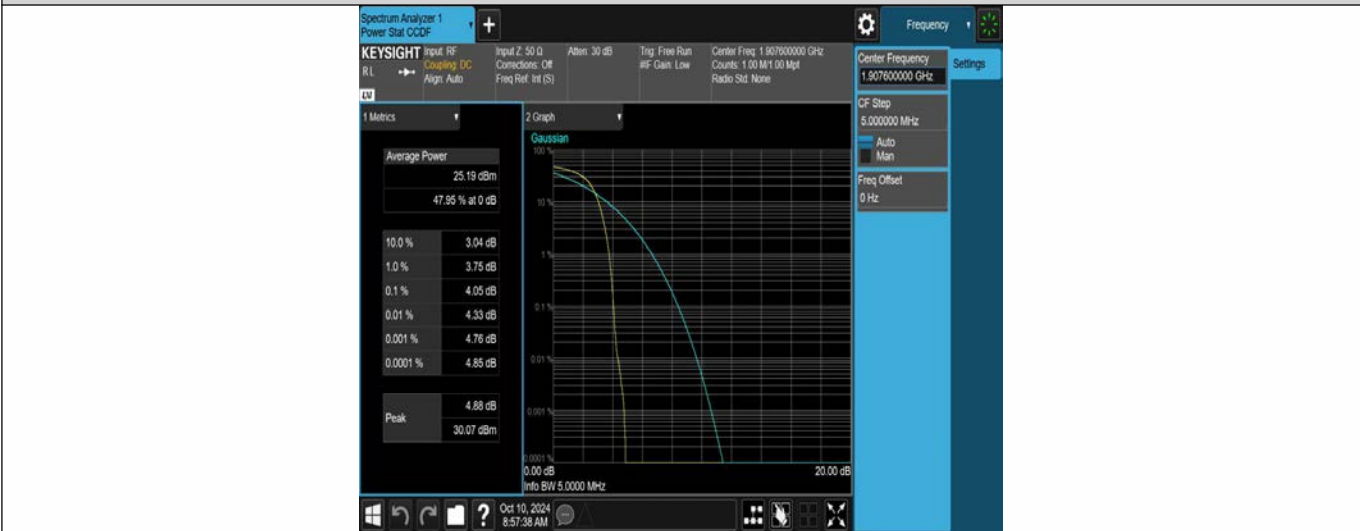 Spectrum Analyzer 1
Power Stat CCDF
+
Frequency
KEYSIGHT
RL
LXI
Input: RF
Coupling: DC
Align: Auto
Input Z: 50 Ω
Corrections: Off
Freq Ref: Int (S)
Atten: 30 dB
Trig: Free Run
#IF Gain: Low
Center Freq: 1.907600000 GHz
Counts: 1.00 M/1.00 Mpt
Radio Std: None
Center Frequency
1.907600000 GHz
Settings
CF Step
5.000000 MHz
Auto
Man
Freq Offset
0 Hz
1 Metrics
Average Power
25.19 dBm
47.95 % at 0 dB
10.0 % 3.04 dB
1.0 % 3.75 dB
0.1 % 4.05 dB
0.01 % 4.33 dB
0.001 % 4.76 dB
0.0001 % 4.85 dB
Peak 4.88 dB
30.07 dBm
2 Graph
Gaussian
100 %
10 %
1 %
0.1 %
0.01 %
0.001 %
0.0001 %
0.00 dB 20.00 dB
Info BW 5.0000 MHz
? Oct 10, 2024
8:57:38 AM